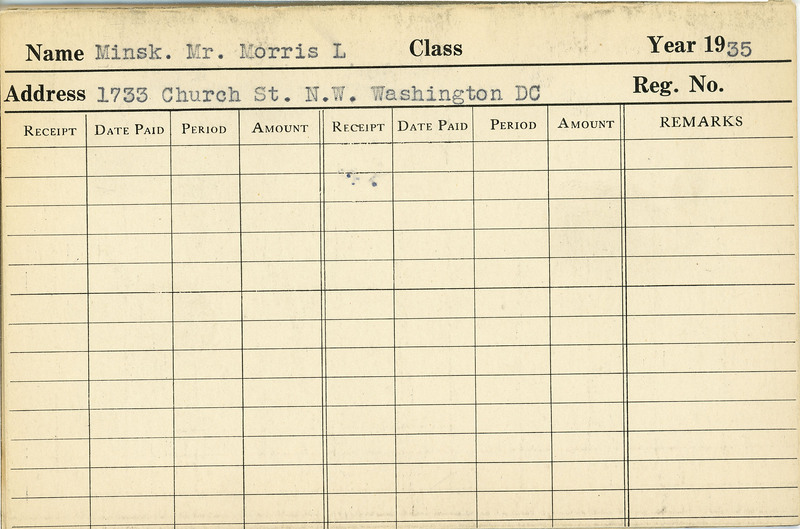 Name Minsk. Mr. Morris L Class Year 1935
Address 1733 Church St. N.W. Washington DC Reg. No.
RECEIPT DATE PAID PERIOD AMOUNT RECEIPT DATE PAID PERIOD AMOUNT REMARKS